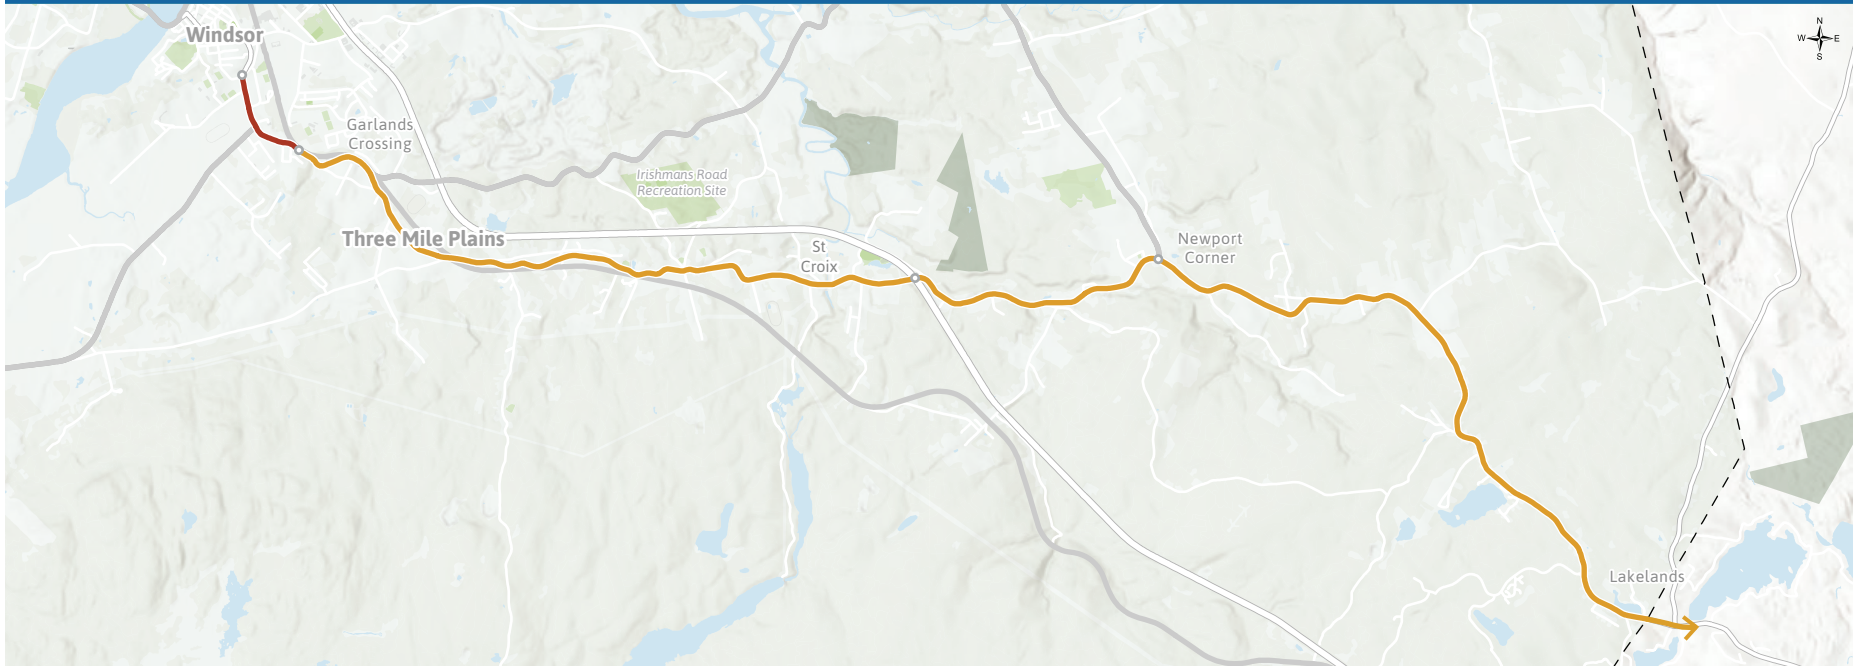 Windsor
N
W E
S
Garlands
Crossing
Irishmans Road
Recreation Site
Three Mile Plains
St
Croix
Newport
Corner
Lakelands